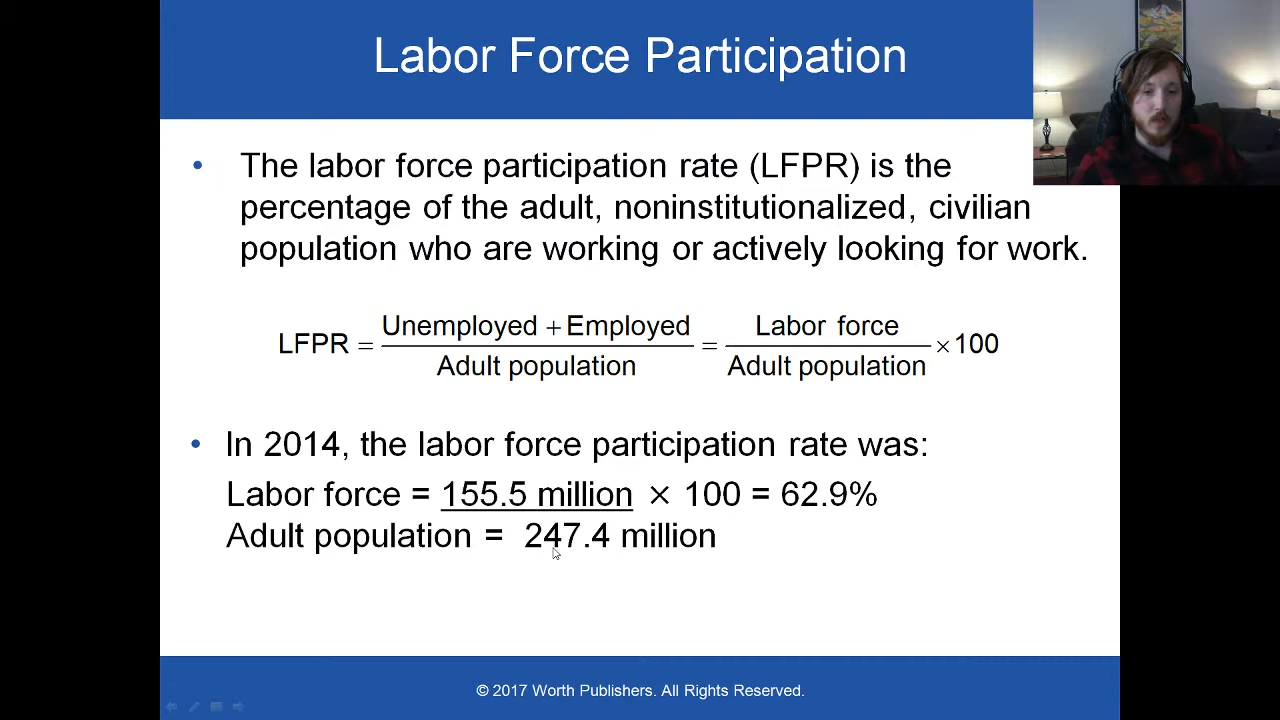 Labor Force Participation
• The labor force participation rate (LFPR) is the
percentage of the adult, noninstitutionalized, civilian
population who are working or actively looking for work.
LFPR = Unemployed + Employed / Adult population = Labor force / Adult population × 100
• In 2014, the labor force participation rate was:
Labor force = 155.5 million × 100 = 62.9%
Adult population = 247.4 million
© 2017 Worth Publishers. All Rights Reserved.